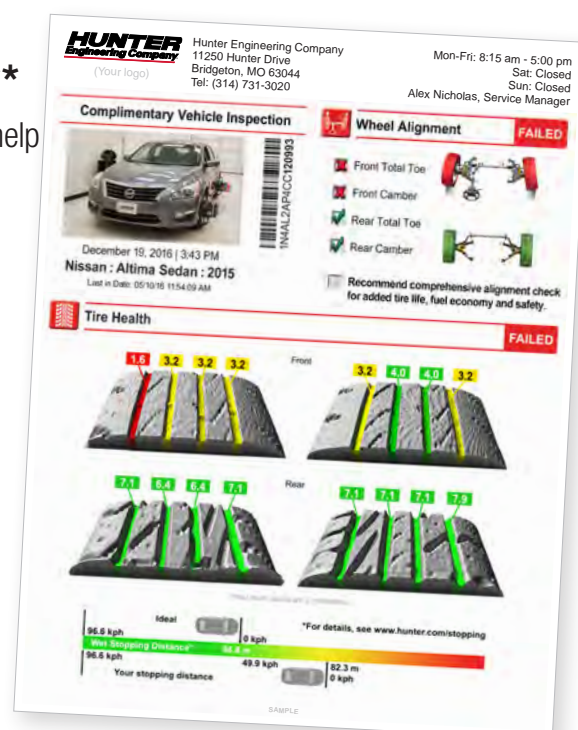 *
help
HUNTER
Engineering Company
(Your logo)
Hunter Engineering Company
11250 Hunter Drive
Bridgeton, MO 63044
Tel: (314) 731-3020
Mon-Fri: 8:15 am - 5:00 pm
Sat: Closed
Sun: Closed
Alex Nicholas, Service Manager
Complimentary Vehicle Inspection
1N4AL2AP4CC120993
December 19, 2016 | 3:43 PM
Nissan : Altima Sedan : 2015
Last in Date: 05/10/16 11:54:09 AM
Wheel Alignment FAILED
Front Total Toe
Front Camber
Rear Total Toe
Rear Camber
Recommend comprehensive alignment check
for added tire life, fuel economy and safety.
Tire Health FAILED
1.6 3.2 3.2 3.2 Front 3.2 4.0 4.0 3.2
7.1 6.4 6.4 7.1 Rear 7.1 7.1 7.1 7.9
Ideal
*For details, see www.hunter.com/stopping
96.6 kph 0 kph
Wet Stopping Distance*
96.6 kph 49.9 kph 82.3 m
Your stopping distance 0 kph
SAMPLE